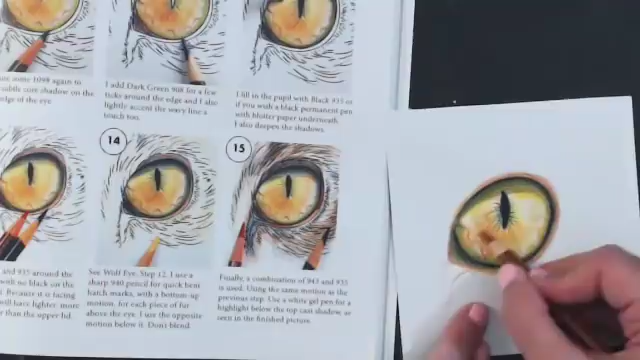 use some 1098 again to
subtle cast shadow on the
edge of the eye.
I add Dark Green 908 for a few
ticks around the edge and I also
lightly accent the wavy line a
touch too.
I fill in the pupil with Black 935 or
if you wish a black permanent pen
with blotter paper underneath.
I also deepen the shadows.
14
15
and 935 around the
with no black on the
Because it is facing
will have lighter, more
than the upper lid.
See Wolf Eye, Step 12. I use a
sharp 940 pencil for quick bent
hatch marks, with a bottom-up
motion, for each piece of fur
above the eye. I use the opposite
motion below it. Don't blend.
Finally, a combination of 943 and 935
is used. Using the same motion as the
previous step. Use a white gel pen for a
highlight below the top cast shadow, as
seen in the finished picture.